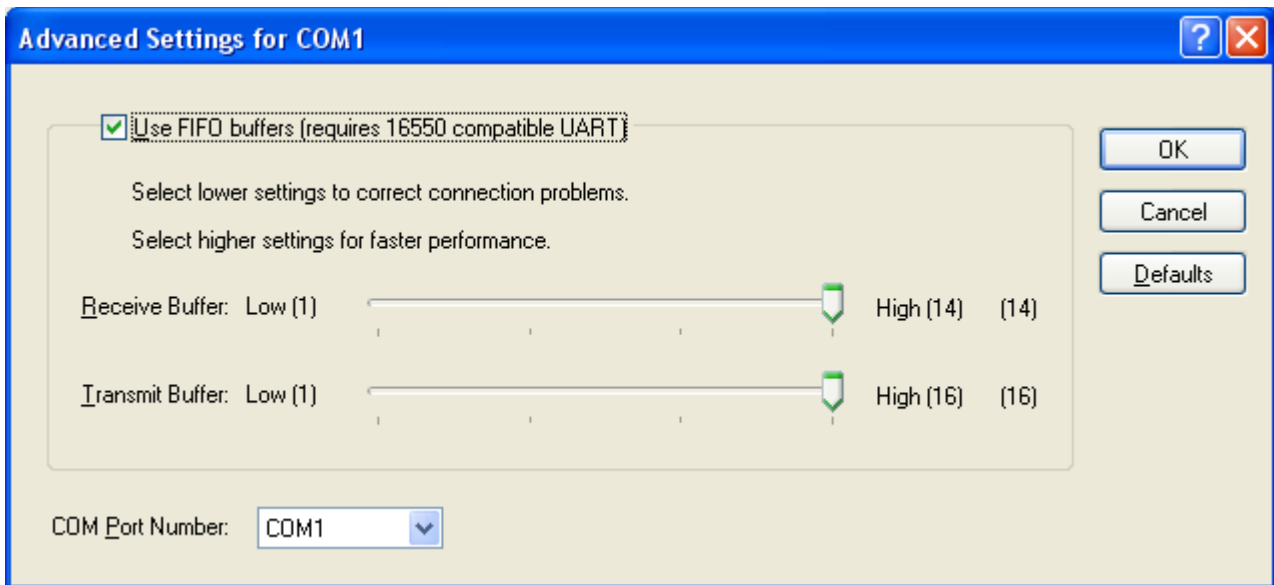 Advanced Settings for COM1
Use FIFO buffers (requires 16550 compatible UART)
Select lower settings to correct connection problems.
Select higher settings for faster performance.
Receive Buffer: Low (1) High (14) (14)
Transmit Buffer: Low (1) High (16) (16)
COM Port Number: COM1
OK
Cancel
Defaults